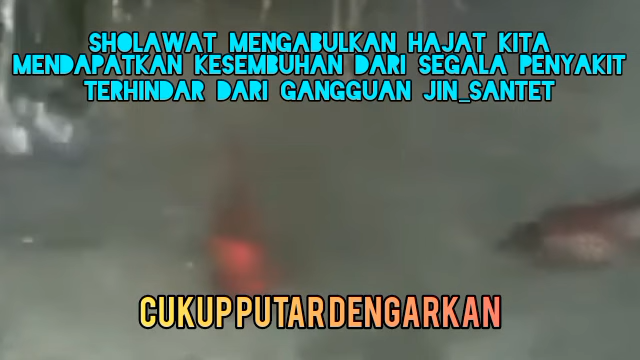 SHOLAWAT MENGABULKAN HAJAT KITA
MENDAPATKAN KESEMBUHAN DARI SEGALA PENYAKIT
TERHINDAR DARI GANGGUAN JIN_SANTET
CUKUP PUTAR DENGARKAN